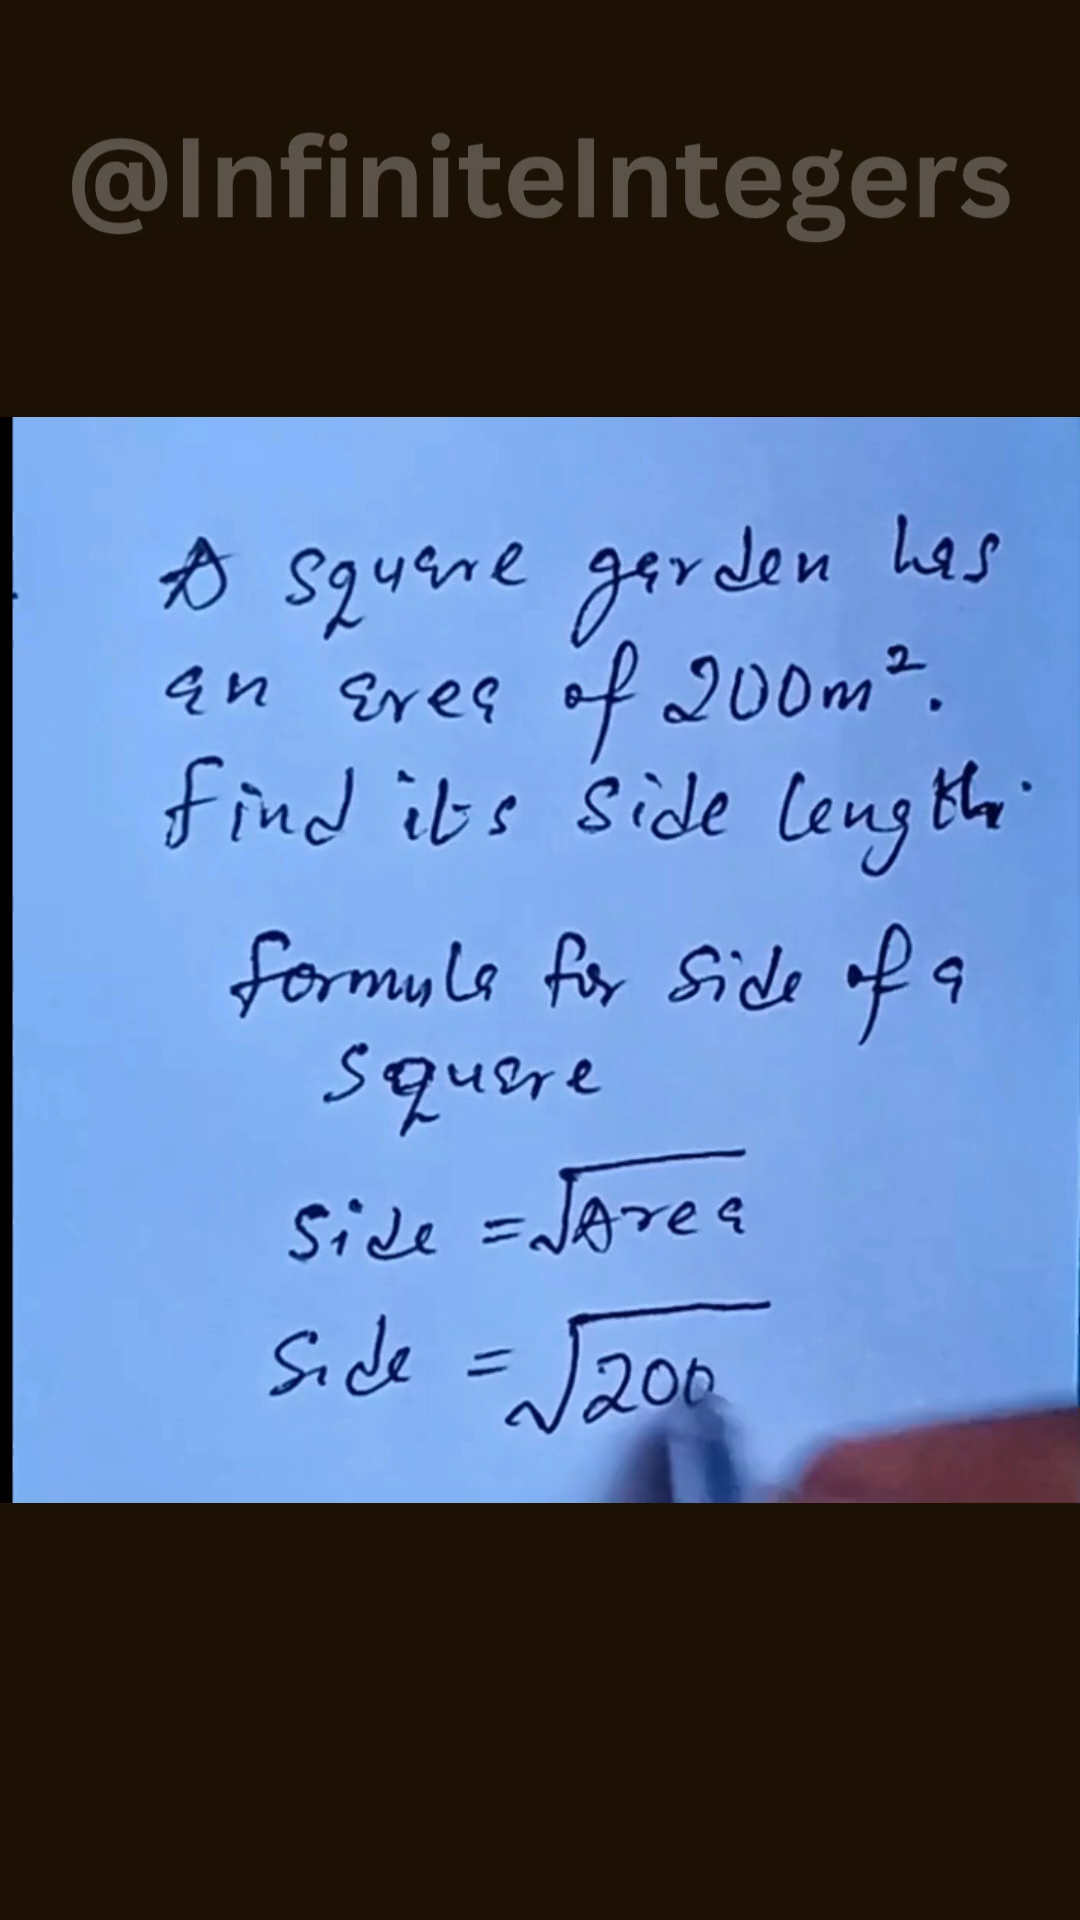 @InfiniteIntegers
A square garden has
an area of 200m².
find its side length.
formula for side of a
square
side = √Area
side = √200